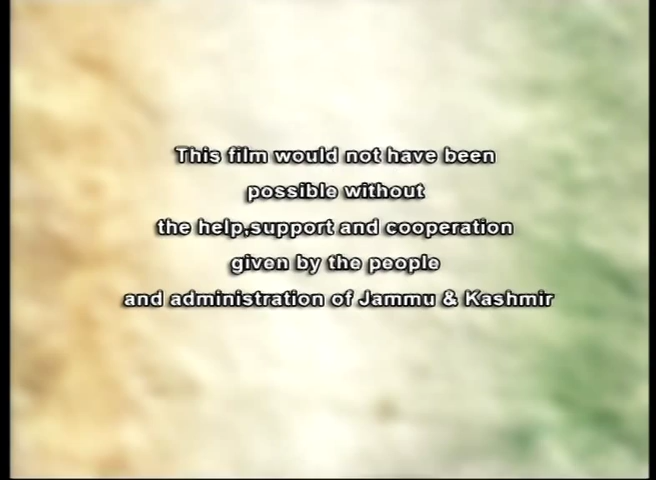 This film would not have been
possible without
the help,support and cooperation
given by the people
and administration of Jammu & Kashmir